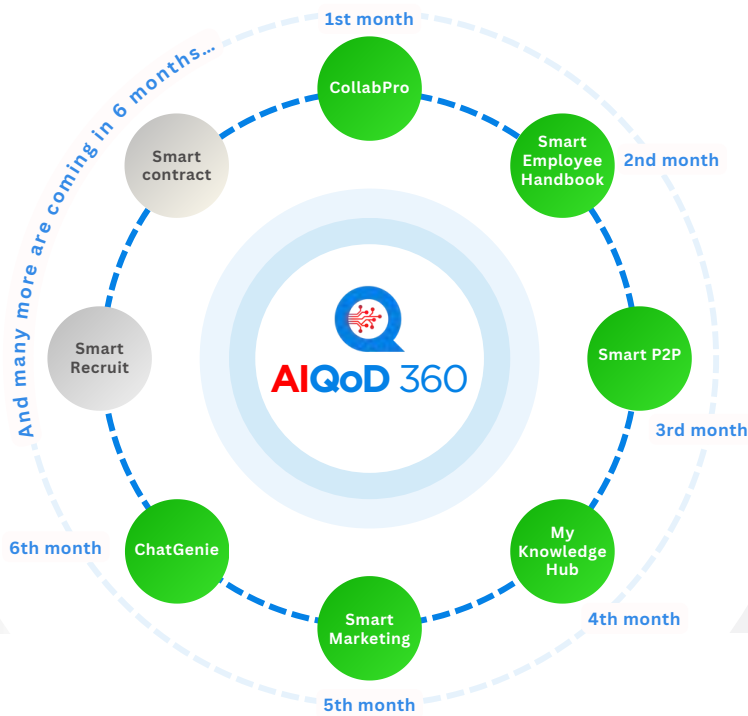 1st month
CollabPro
Smart
Employee
Handbook
2nd month
Smart P2P
3rd month
My
Knowledge
Hub
4th month
Smart
Marketing
5th month
ChatGenie
6th month
Smart
Recruit
Smart
contract
And many more are coming in 6 months...
AIQoD 360